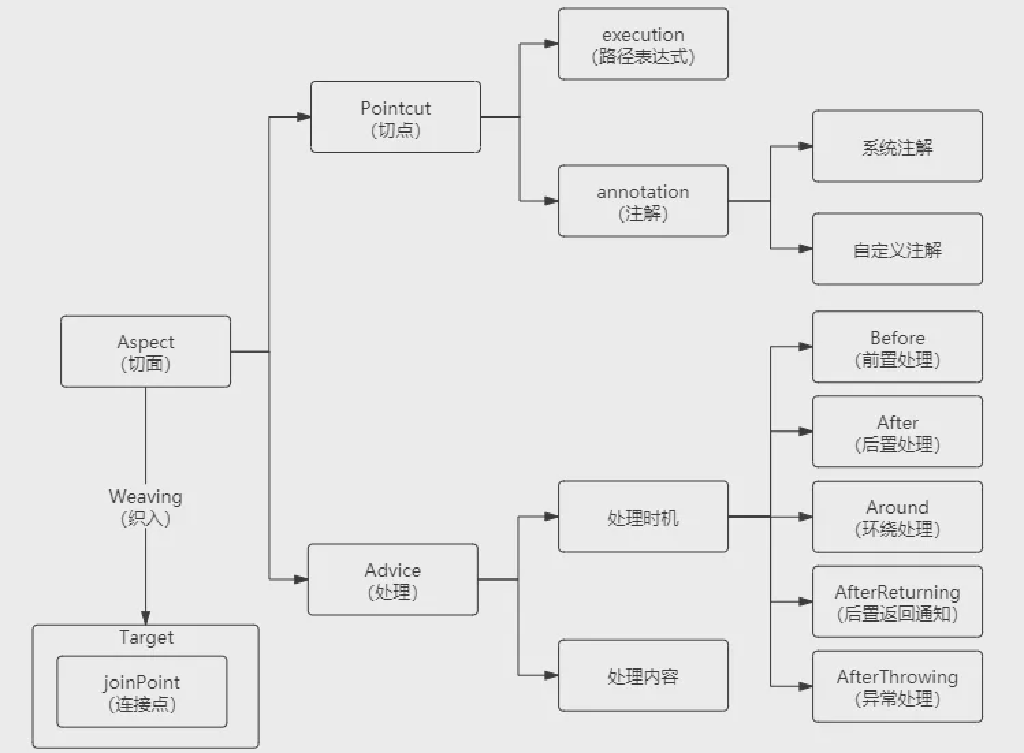 execution
（路径表达式）
Pointcut
（切点）
annotation
（注解）
系统注解
自定义注解
Aspect
（切面）
Before
（前置处理）
After
（后置处理）
Weaving
（织入）
处理时机
Around
（环绕处理）
Advice
（处理）
AfterReturning
（后置返回通知）
Target
joinPoint
（连接点）
处理内容
AfterThrowing
（异常处理）